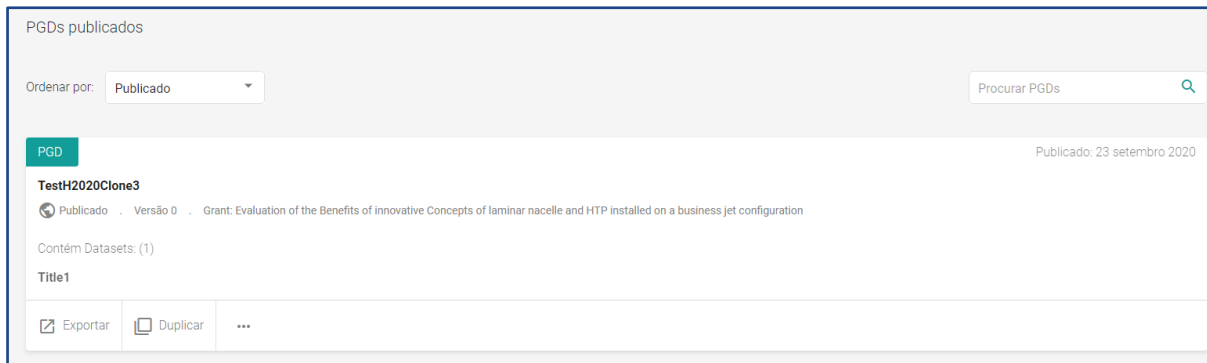 PGDs publicados
Ordenar por: Publicado Procurar PGDs
PGD Publicado: 23 setembro 2020
TestH2020Clone3
Publicado . Versão 0 . Grant: Evaluation of the Benefits of innovative Concepts of laminar nacelle and HTP installed on a business jet configuration
Contém Datasets: (1)
Title1
Exportar Duplicar ...